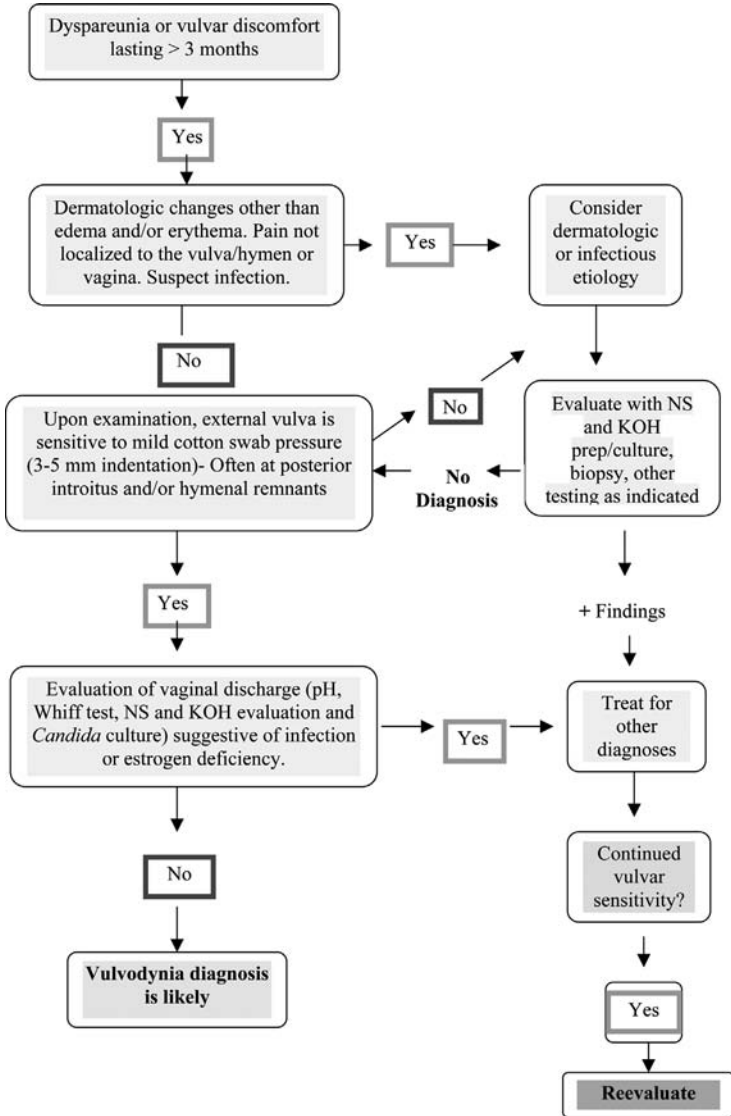 Dyspareunia or vulvar discomfort
lasting > 3 months
Yes
Dermatologic changes other than
edema and/or erythema. Pain not
localized to the vulva/hymen or
vagina. Suspect infection.
Yes
Consider
dermatologic
or infectious
etiology
No
No
Upon examination, external vulva is
sensitive to mild cotton swab pressure
(3-5 mm indentation)- Often at posterior
introitus and/or hymenal remnants
No
Diagnosis
Evaluate with NS
and KOH
prep/culture,
biopsy, other
testing as indicated
Yes
+ Findings
Evaluation of vaginal discharge (pH,
Whiff test, NS and KOH evaluation and
Candida culture) suggestive of infection
or estrogen deficiency.
Yes
Treat for
other
diagnoses
No
Continued
vulvar
sensitivity?
Vulvodynia diagnosis
is likely
Yes
Reevaluate